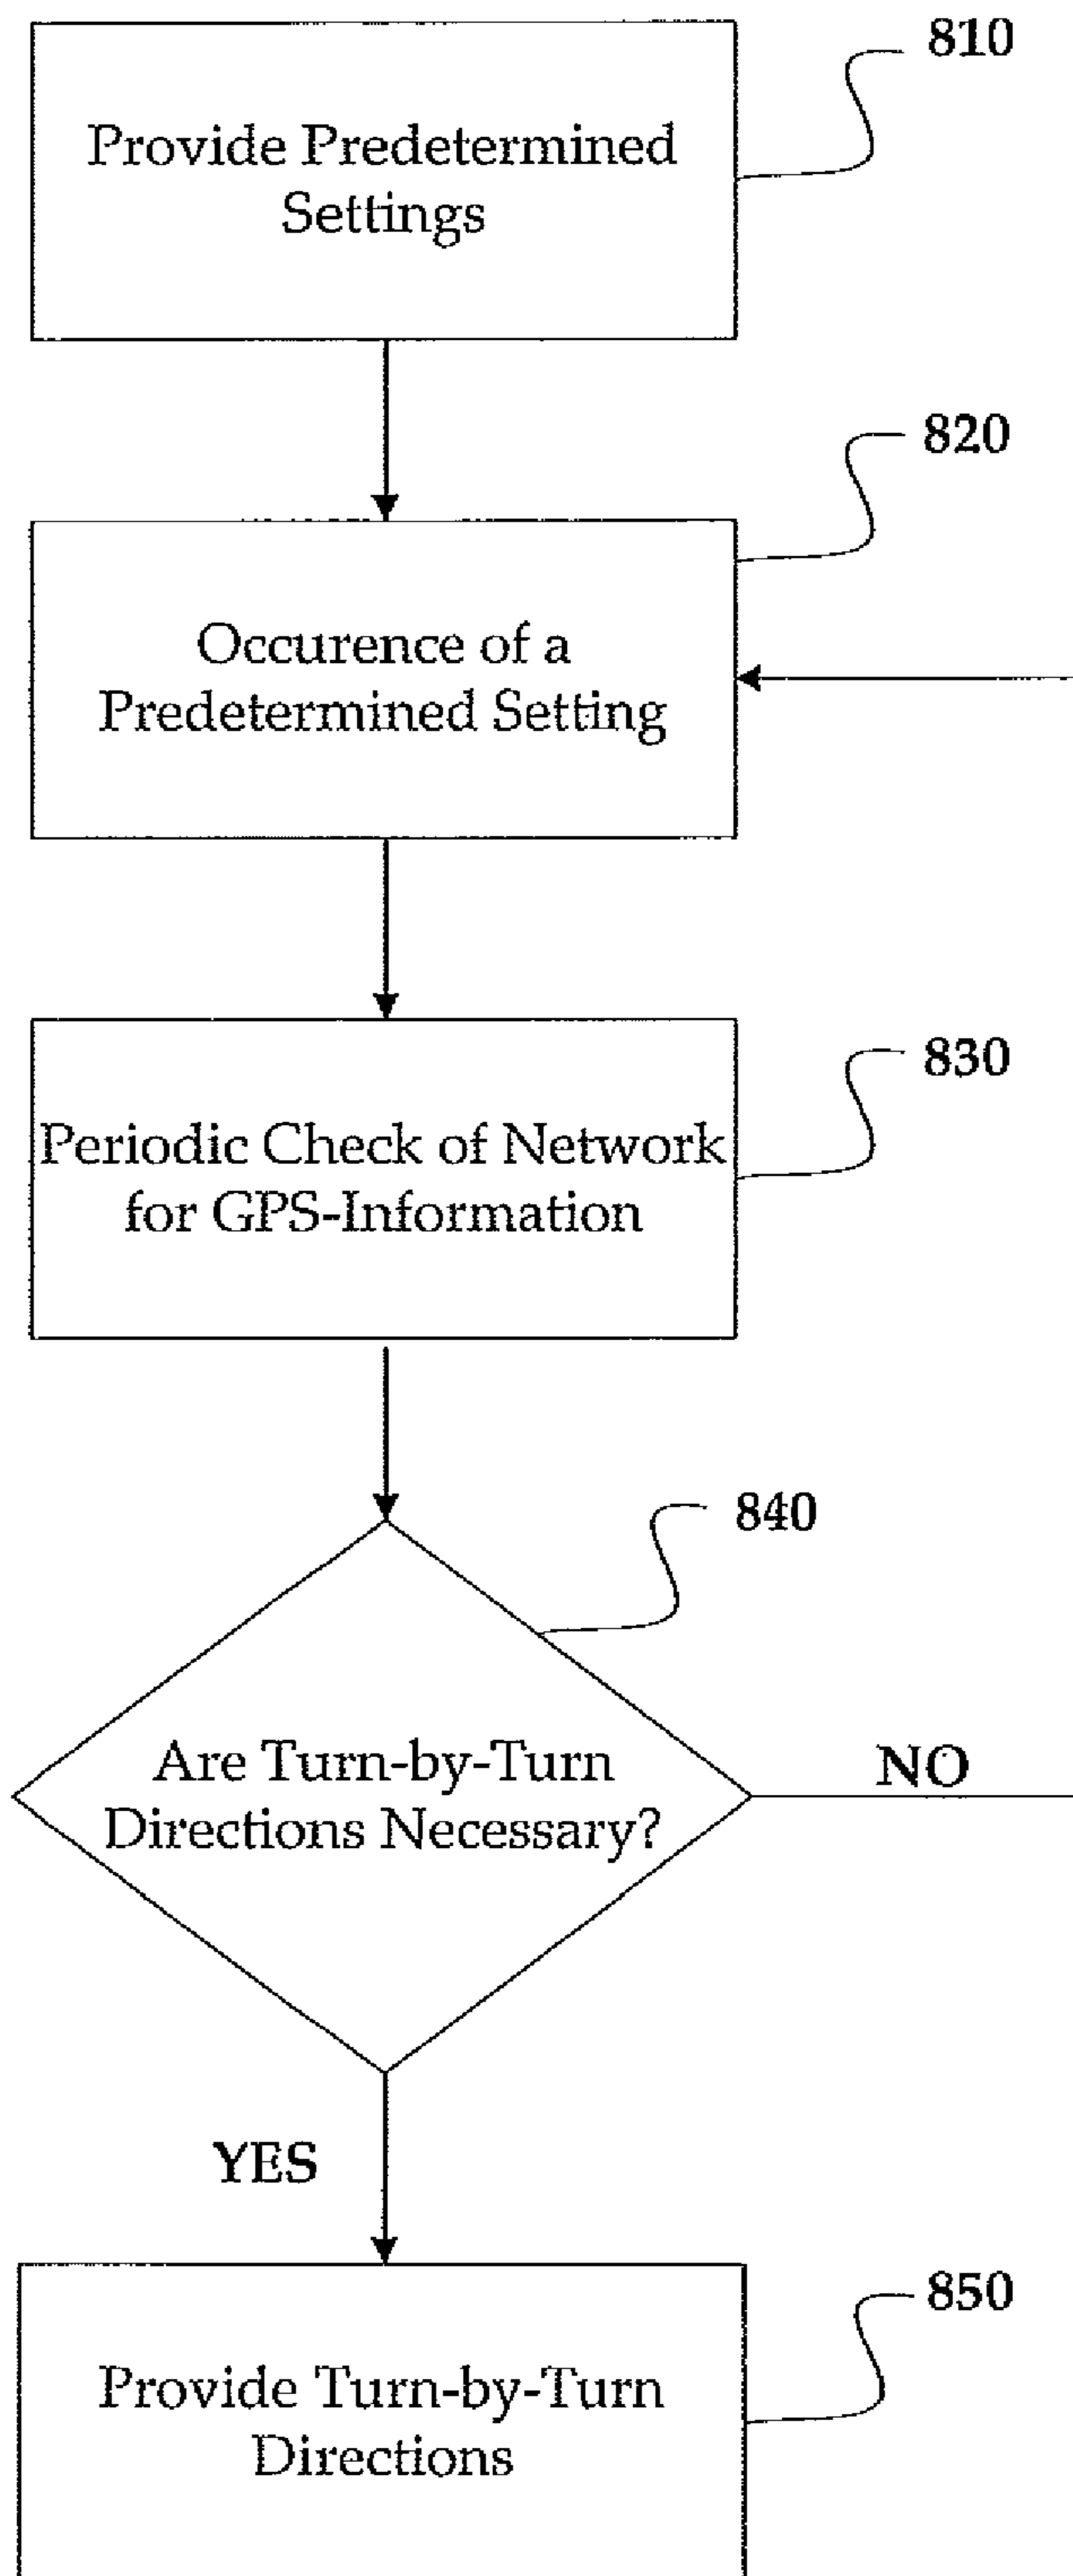 810
Provide Predetermined
Settings
820
Occurence of a
Predetermined Setting
830
Periodic Check of Network
for GPS-Information
840
Are Turn-by-Turn
Directions Necessary?
NO
YES
850
Provide Turn-by-Turn
Directions